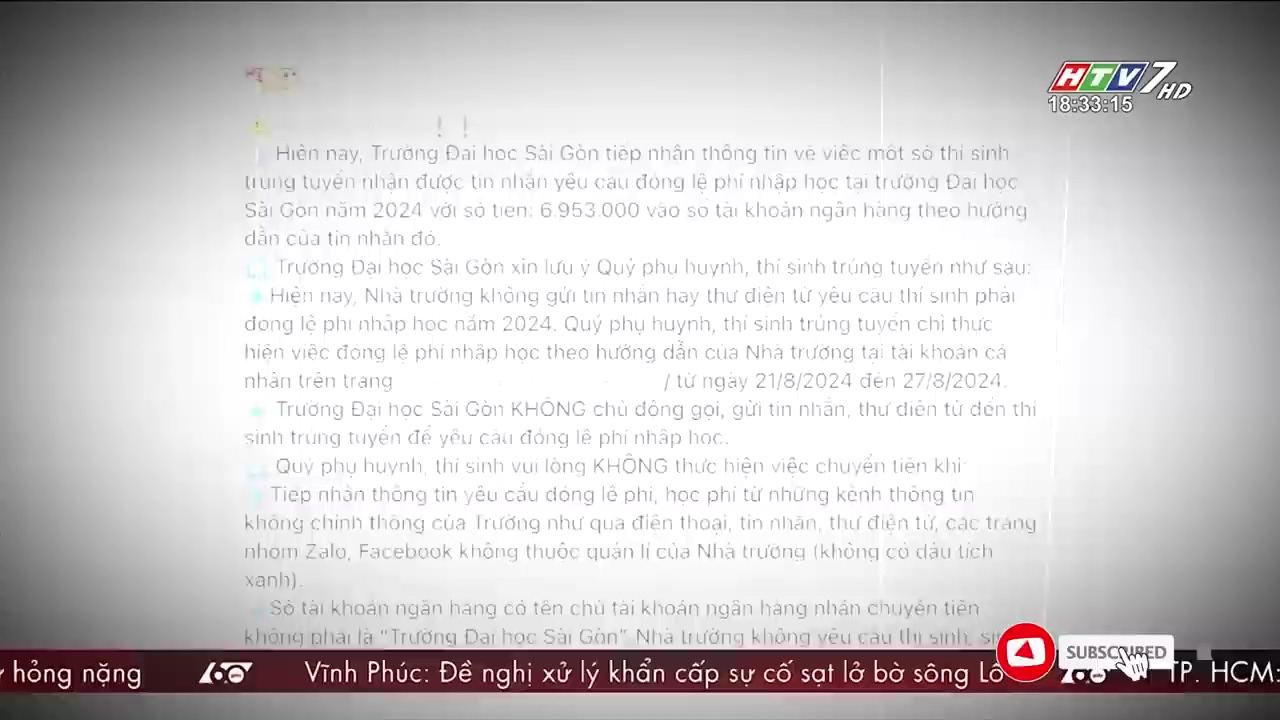 HTV7 HD
18:33:15
! !
Hiện nay, Trường Đại học Sài Gòn tiếp nhận thông tin về việc một số thí sinh
trúng tuyển nhận được tin nhắn yêu cầu đóng lệ phí nhập học tại trường Đại học
Sài Gòn năm 2024 với số tiền: 6.953.000 vào số tài khoản ngân hàng theo hướng
dẫn của tin nhắn đó.
Trường Đại học Sài Gòn xin lưu ý Quý phụ huynh, thí sinh trúng tuyển như sau:
Hiện nay, Nhà trường không gửi tin nhắn hay thư điện tử yêu cầu thí sinh phải
đóng lệ phí nhập học năm 2024. Quý phụ huynh, thí sinh trúng tuyển chỉ thực
hiện việc đóng lệ phí nhập học theo hướng dẫn của Nhà trường tại tài khoản cá
nhân trên trang / từ ngày 21/8/2024 đến 27/8/2024.
Trường Đại học Sài Gòn KHÔNG chủ động gọi, gửi tin nhắn, thư điện tử đến thí
sinh trúng tuyển để yêu cầu đóng lệ phí nhập học.
Quý phụ huynh, thí sinh vui lòng KHÔNG thực hiện việc chuyển tiền khi
Tiếp nhận thông tin yêu cầu đóng lệ phí, học phí từ những kênh thông tin
không chính thống của Trường như qua điện thoại, tin nhắn, thư điện tử, các trang
nhóm Zalo, Facebook không thuộc quản lí của Nhà trường (không có dấu tích
xanh).
Số tài khoản ngân hàng có tên chủ tài khoản ngân hàng nhận chuyển tiền
không phải là “Trường Đại học Sài Gòn”. Nhà trường không yêu cầu thí sinh,
SUBSCRIBED
hỏng nặng 60 Vĩnh Phúc: Đề nghị xử lý khẩn cấp sự cố sạt lở bờ sông Lô 60 TP. HCM: